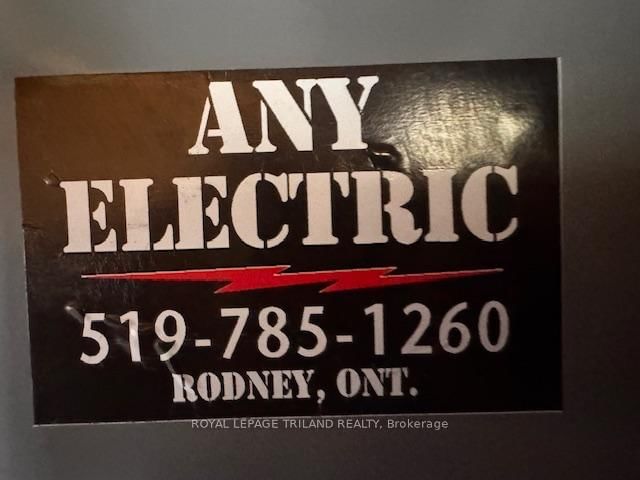 ANY
ELECTRIC
519-785-1260
RODNEY, ONT.
ROYAL LEPAGE TRILAND REALTY, Brokerage